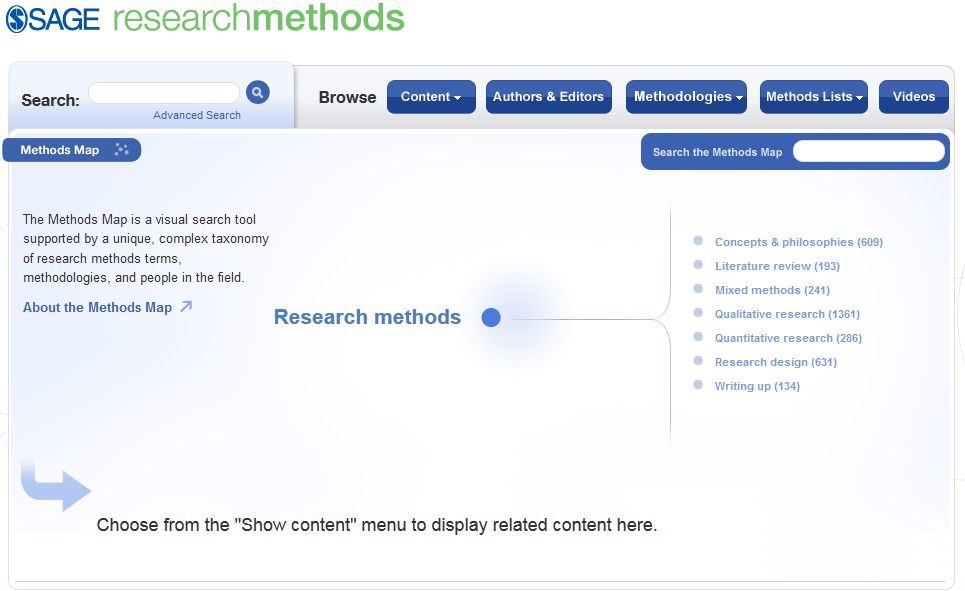 SAGE researchmethods
Search:
Advanced Search
Browse
Content
Authors & Editors
Methodologies
Methods Lists
Videos
Methods Map
Search the Methods Map
The Methods Map is a visual search tool
supported by a unique, complex taxonomy
of research methods terms,
methodologies, and people in the field.
About the Methods Map
Research methods
Concepts & philosophies (609)
Literature review (193)
Mixed methods (241)
Qualitative research (1361)
Quantitative research (286)
Research design (631)
Writing up (134)
Choose from the "Show content" menu to display related content here.